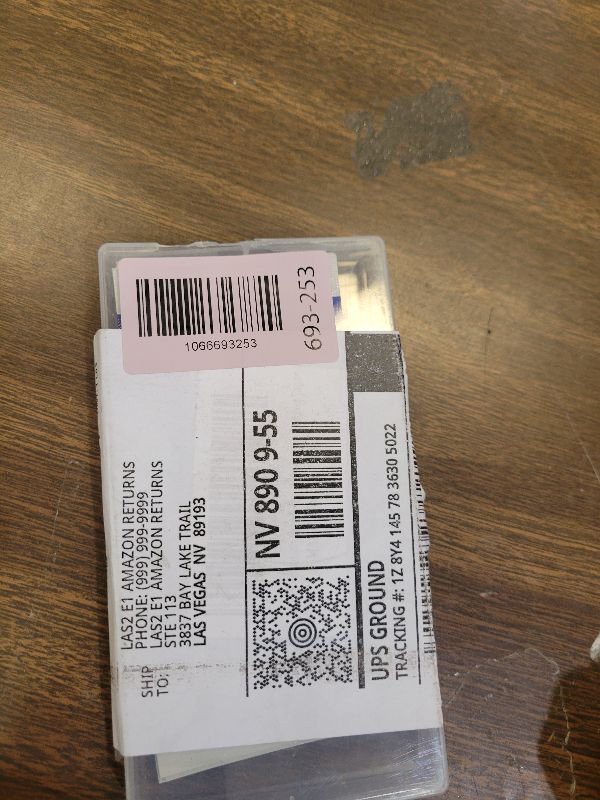 1066693253
693-253
SHIP TO:
LAS2 E1 AMAZON RETURNS
PHONE: (999) 999-9999
LAS2 E1 AMAZON RETURNS
STE 113
3837 BAY LAKE TRAIL
LAS VEGAS NV 89193
NV 890 9-55
UPS GROUND
TRACKING #: 1Z 8Y4 145 78 3630 5022